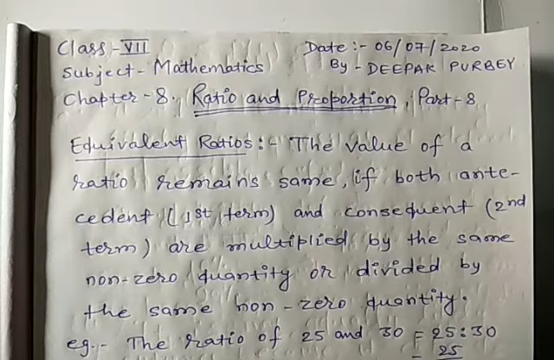 Class - VII Date :- 06/07/2020
Subject - Mathematics By - DEEPAK PURBEY
Chapter - 8. Ratio and Proportion, Part - 8
Equivalent Ratios :- The value of a
ratio remains same, if both ante-
cedent (1st term) and consequent (2nd
term) are multiplied by the same
non-zero quantity or divided by
the same non-zero quantity.
eg:- The ratio of 25 and 30 = 25:30
= 25